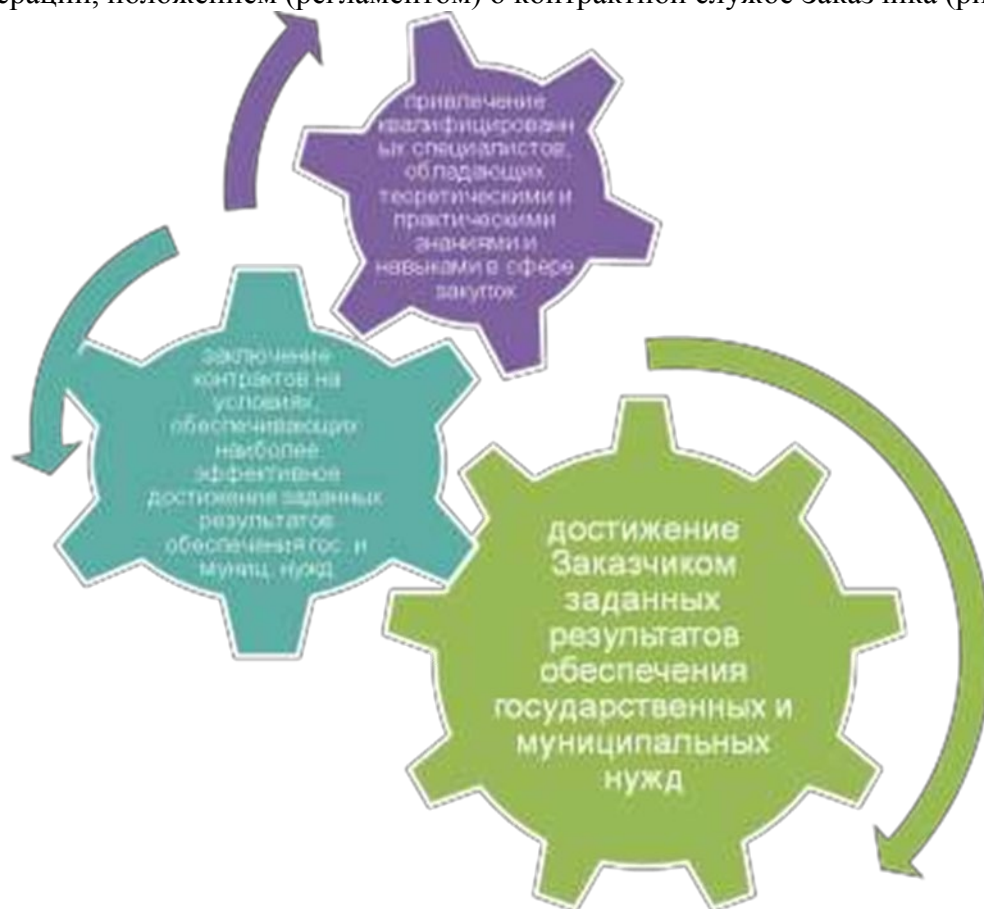 ерации, положением (регламентом) о контрактной службе Заказчика (ри
привлечение
квалифицированн
ых специалистов,
обладающих
теоретическими и
практическими
знаниями и
навыками в сфере
закупок
заключение
контрактов на
условиях,
обеспечивающих
наиболее
эффективное
достижение заданных
результатов
обеспечения гос. и
муниц. нужд
достижение
Заказчиком
заданных
результатов
обеспечения
государственных и
муниципальных
нужд